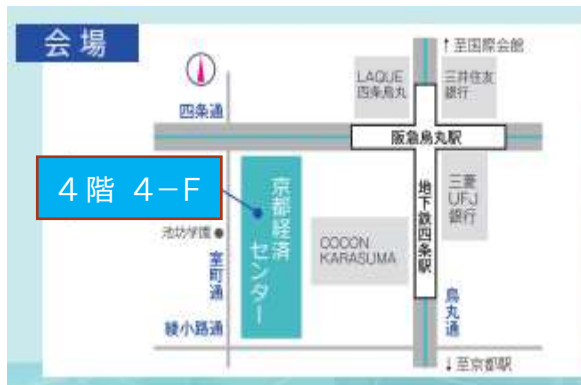 会場
↑至国際会館
LAQUE
四条烏丸
三井住友
銀行
四条通
阪急烏丸駅
4階 4-F
京都経済
センター
地下鉄四条駅
三菱
UFJ
銀行
池坊学園
COCON
KARASUMA
室町通
烏丸通
綾小路通
↓至京都駅